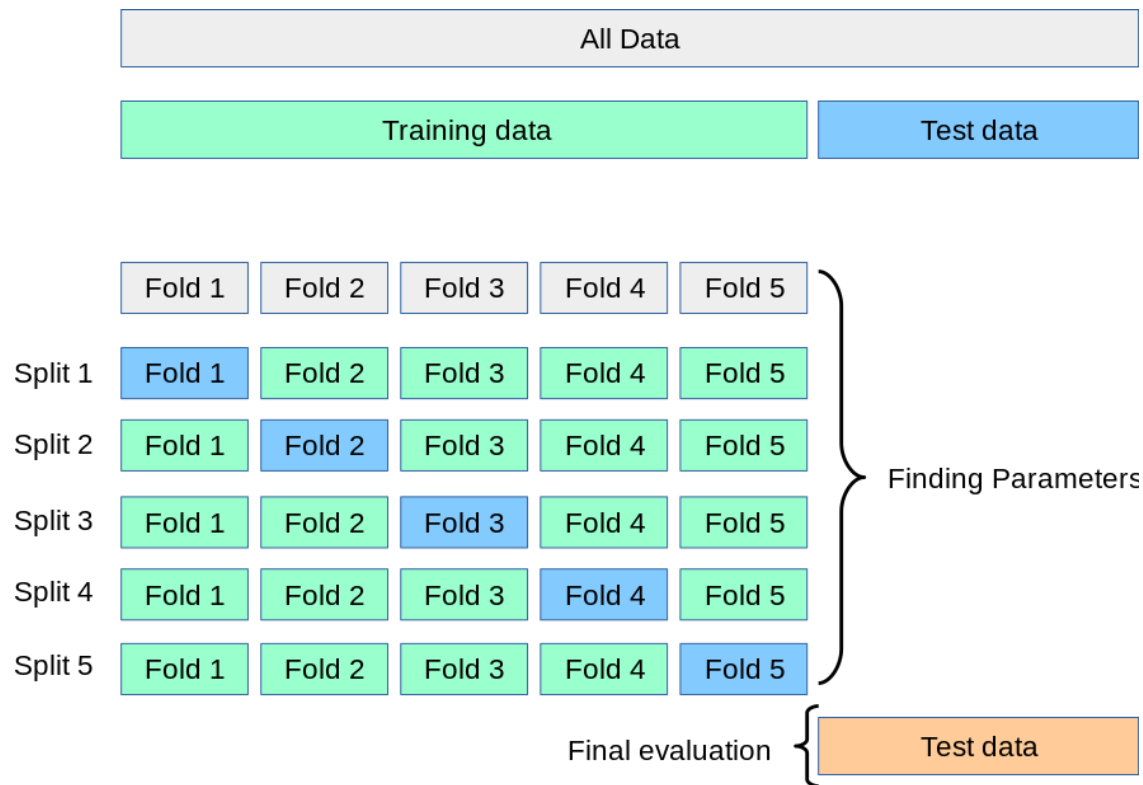 All Data
Training data Test data
Fold 1 Fold 2 Fold 3 Fold 4 Fold 5
Split 1 Fold 1 Fold 2 Fold 3 Fold 4 Fold 5
Split 2 Fold 1 Fold 2 Fold 3 Fold 4 Fold 5
Finding Parameters
Split 3 Fold 1 Fold 2 Fold 3 Fold 4 Fold 5
Split 4 Fold 1 Fold 2 Fold 3 Fold 4 Fold 5
Split 5 Fold 1 Fold 2 Fold 3 Fold 4 Fold 5
Final evaluation Test data